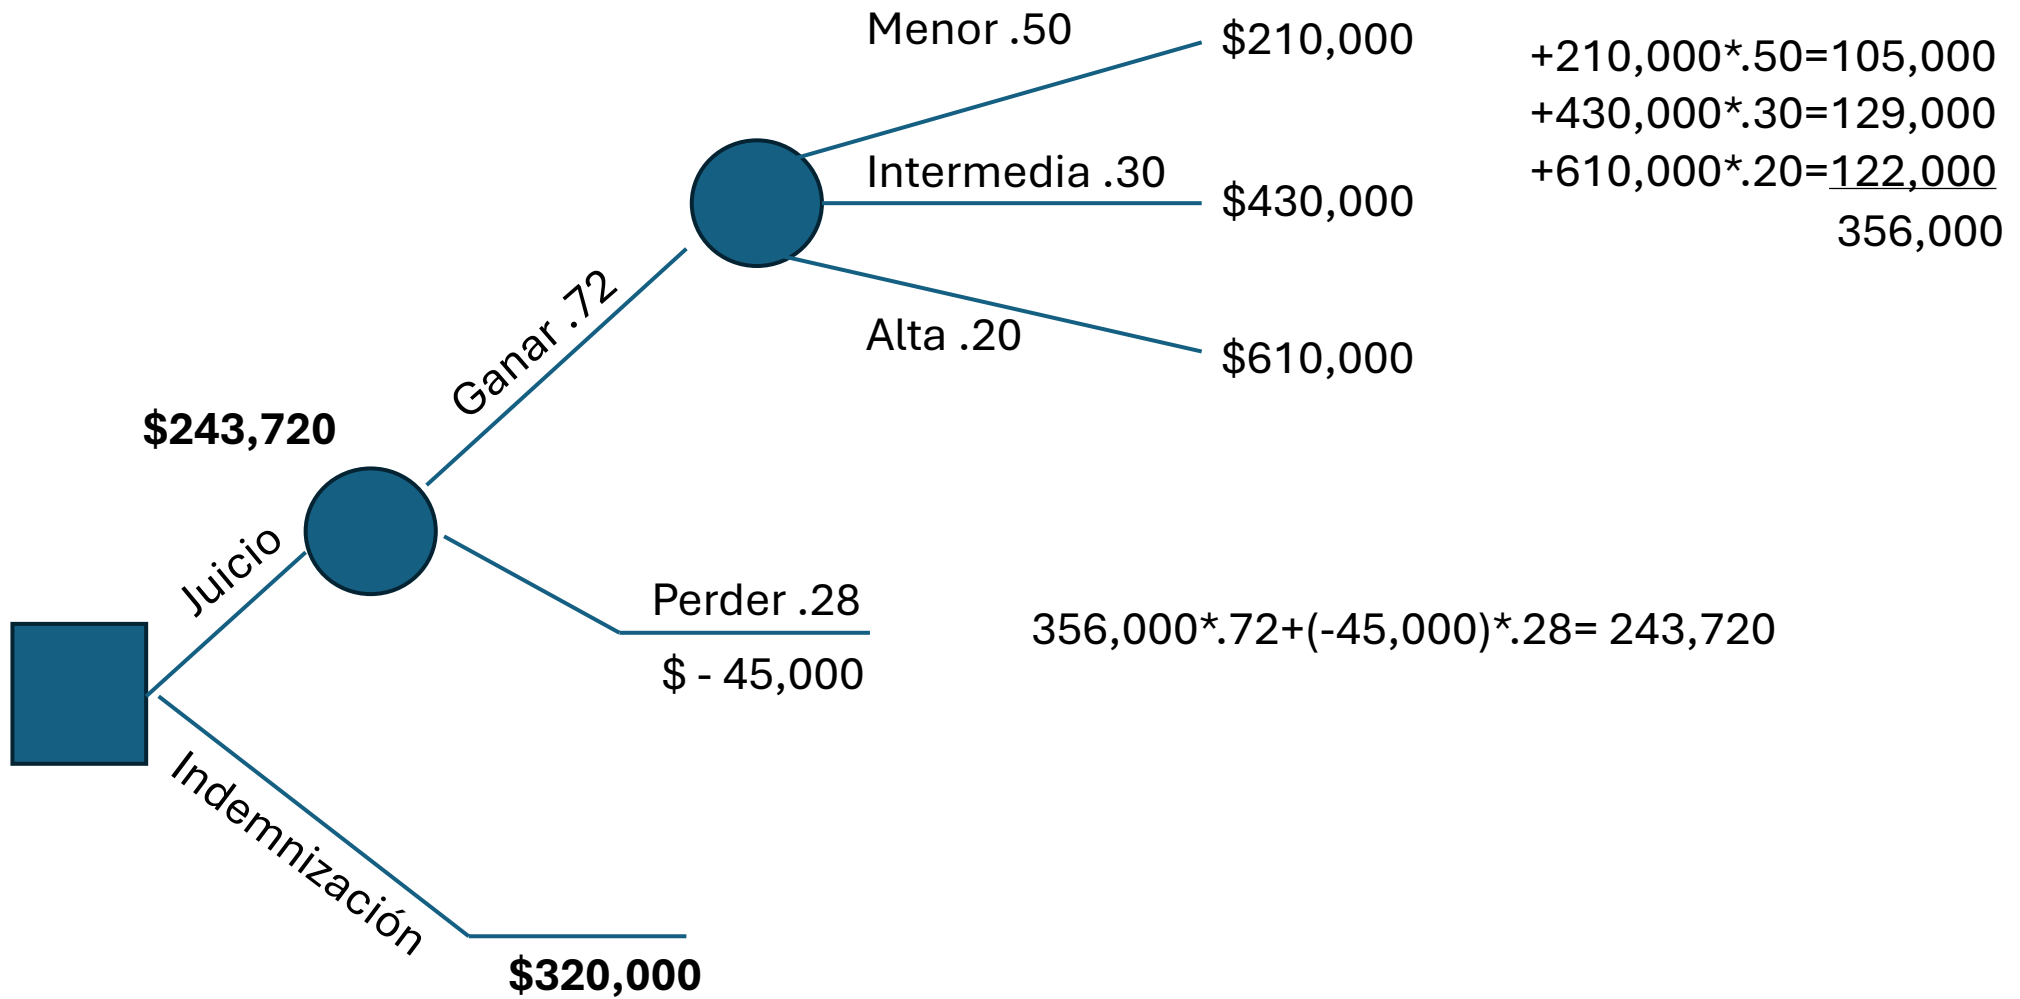 Menor .50
$210,000
+210,000*.50=105,000
+430,000*.30=129,000
+610,000*.20=122,000
356,000
Intermedia .30
$430,000
Alta .20
$610,000
Ganar .72
$243,720
Juicio
Perder .28
$ - 45,000
356,000*.72+(-45,000)*.28= 243,720
Indemnización
$320,000